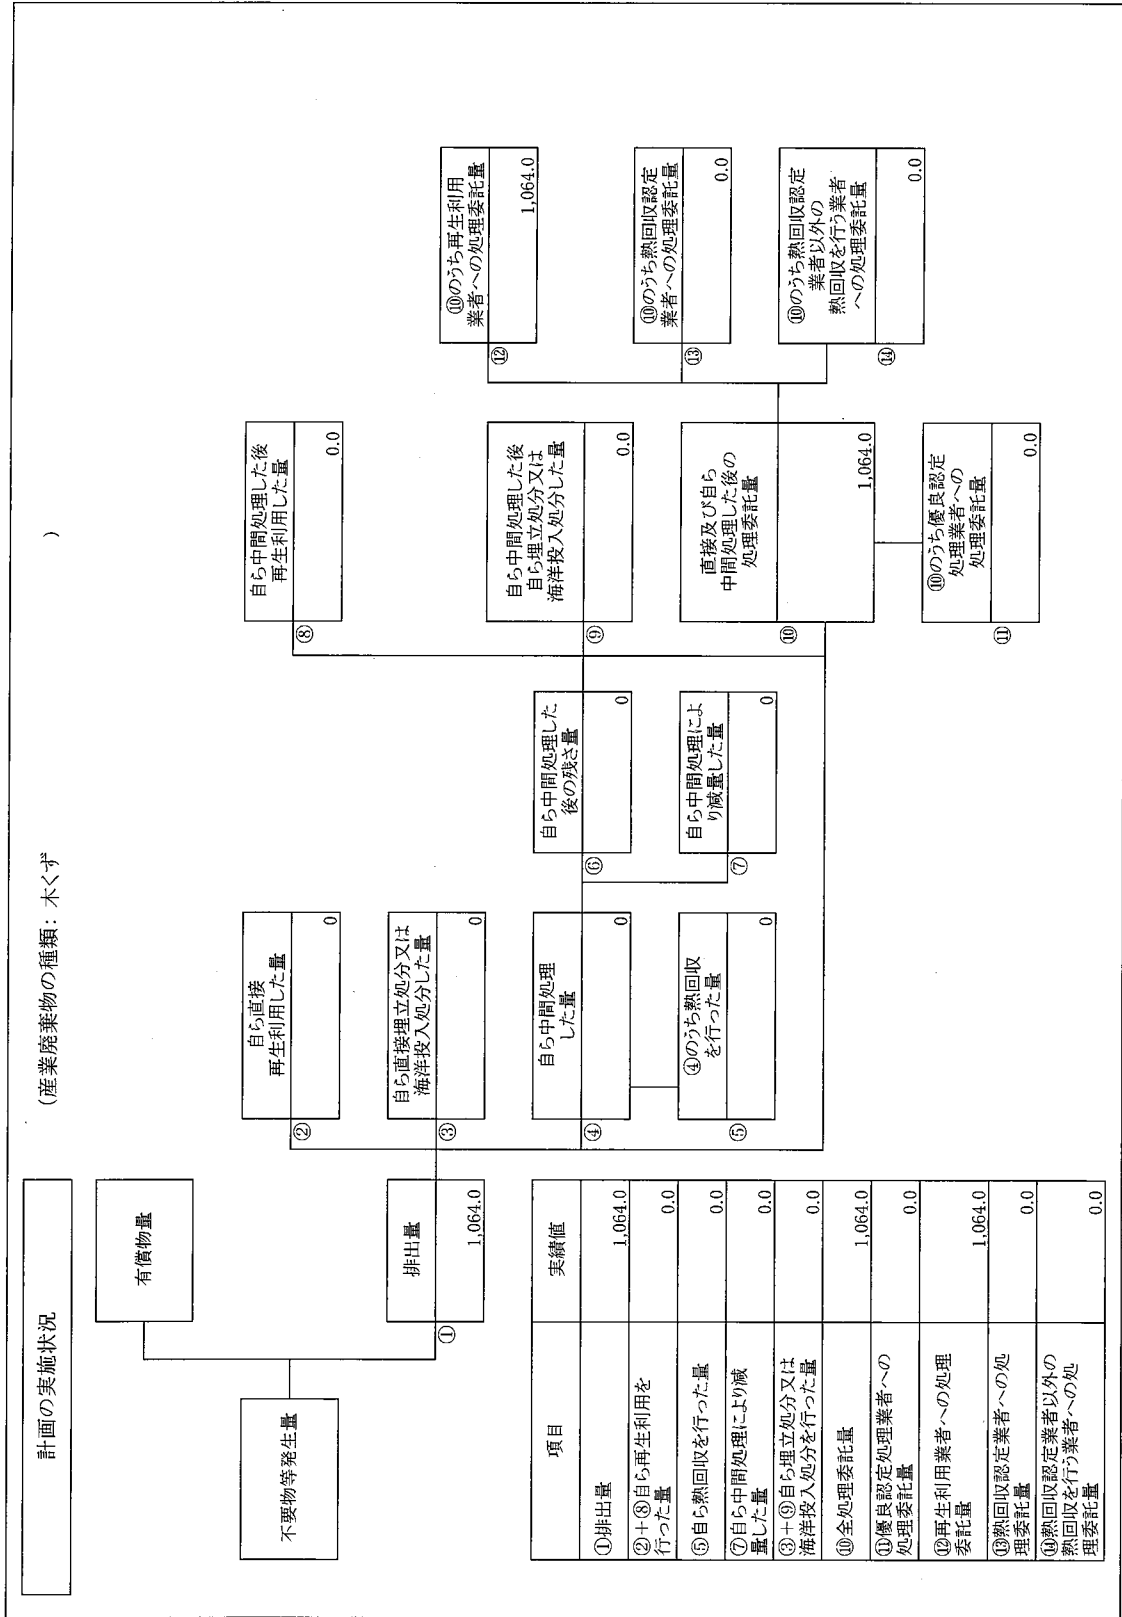 計画の実施状況
(産業廃棄物の種類: 木くず
)
不要物等発生量
有償物量
①
排出量
1,064.0
②
自ら直接
再生利用した量
0
③
自ら直接埋立処分又は
海洋投入処分した量
0
④
自ら中間処理
した量
0
⑤
④のうち熱回収
を行った量
0
⑥
自ら中間処理した
後の残さ量
0
⑦
自ら中間処理によ
り減量した量
0
⑧
自ら中間処理した後
再生利用した量
0.0
⑨
自ら中間処理した後
自ら埋立処分又は
海洋投入処分した量
0.0
⑩
直接及び自ら
中間処理した後の
処理委託量
1,064.0
⑪
⑩のうち優良認定
処理業者への
処理委託量
0.0
⑫
⑩のうち再生利用
業者への処理委託量
1,064.0
⑬
⑩のうち熱回収認定
業者への処理委託量
0.0
⑭
⑩のうち熱回収認定
業者以外の
熱回収を行う業者
への処理委託量
0.0
項目 実績値
①排出量 1,064.0
②+⑧自ら再生利用を
行った量 0.0
⑤自ら熱回収を行った量 0.0
⑦自ら中間処理により減
量した量 0.0
③+⑨自ら埋立処分又は
海洋投入処分を行った量 0.0
⑩全処理委託量 1,064.0
⑪優良認定処理業者への
処理委託量 0.0
⑫再生利用業者への処理
委託量 1,064.0
⑬熱回収認定業者への処
理委託量 0.0
⑭熱回収認定業者以外の
熱回収を行う業者への処
理委託量 0.0